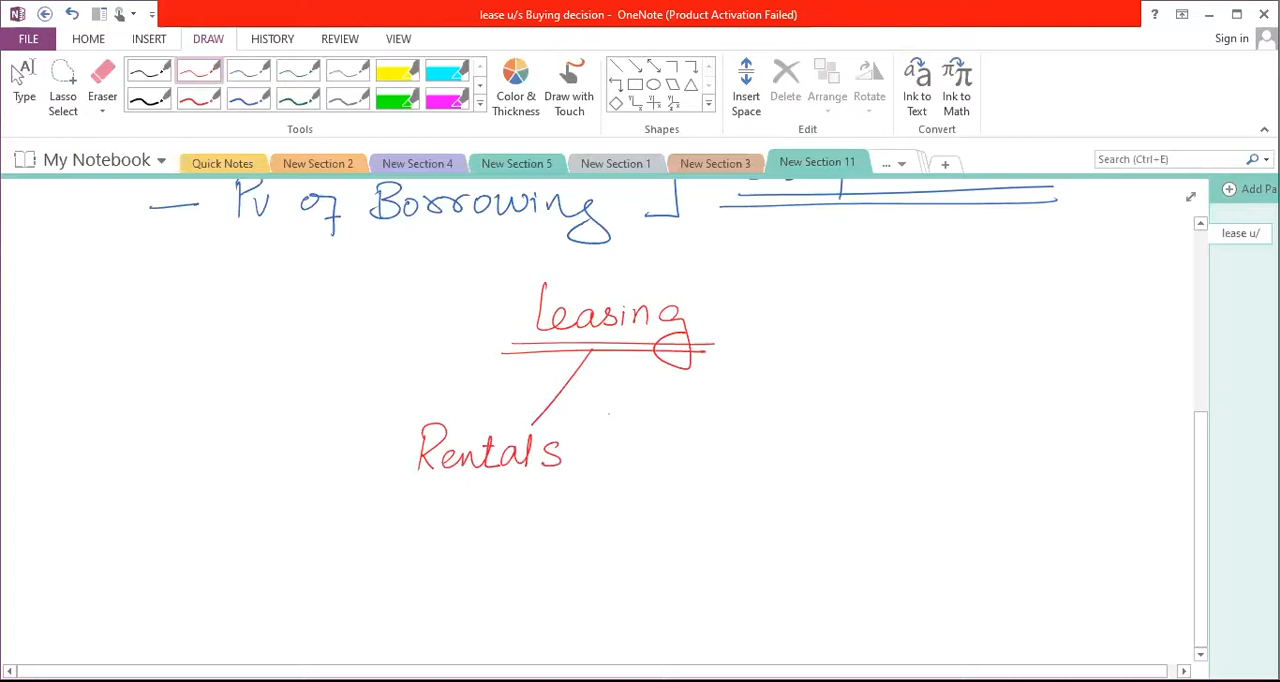 lease u/s Buying decision - OneNote (Product Activation Failed)
?
FILE HOME INSERT DRAW HISTORY REVIEW VIEW
Sign in
Type
Lasso Select
Eraser
Color & Thickness
Draw with Touch
Insert Space
Delete
Arrange
Rotate
Ink to Text
Ink to Math
Tools
Shapes
Edit
Convert
My Notebook
Quick Notes New Section 2 New Section 4 New Section 5 New Section 1 New Section 3 New Section 11 ...
Search (Ctrl+E)
Add Pa
lease u/
— Pv of Borrowing ]
Leasing
Rentals